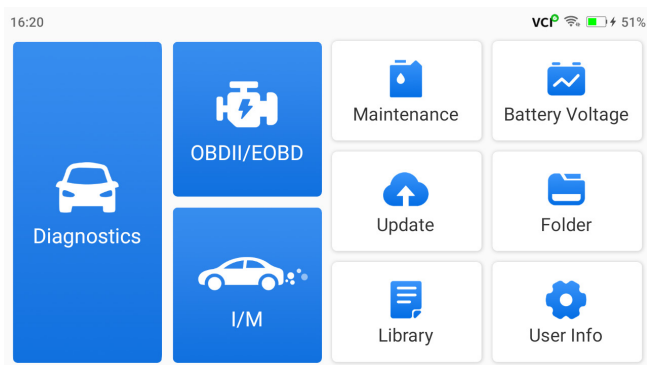 16:20
VCI
51%
Diagnostics
OBDII/EOBD
I/M
Maintenance
Battery Voltage
Update
Folder
Library
User Info